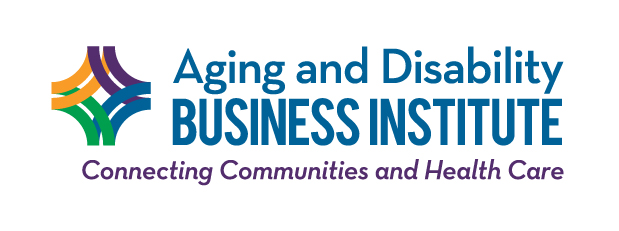 Aging and Disability
BUSINESS INSTITUTE
Connecting Communities and Health Care